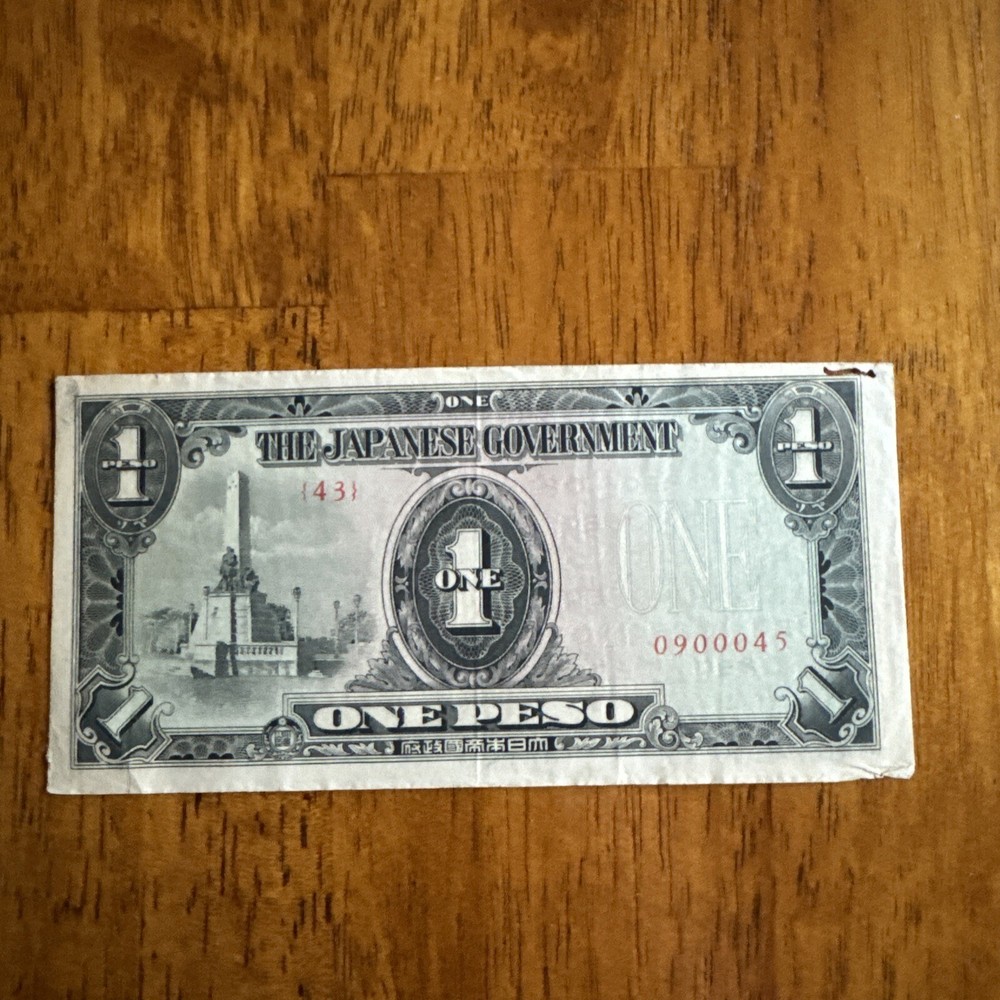 ONE
THE JAPANESE GOVERNMENT
1 PESO
1 PESO
{43}
1 ONE
ONE
0900045
1
ONE PESO
1
府政國帝本日大